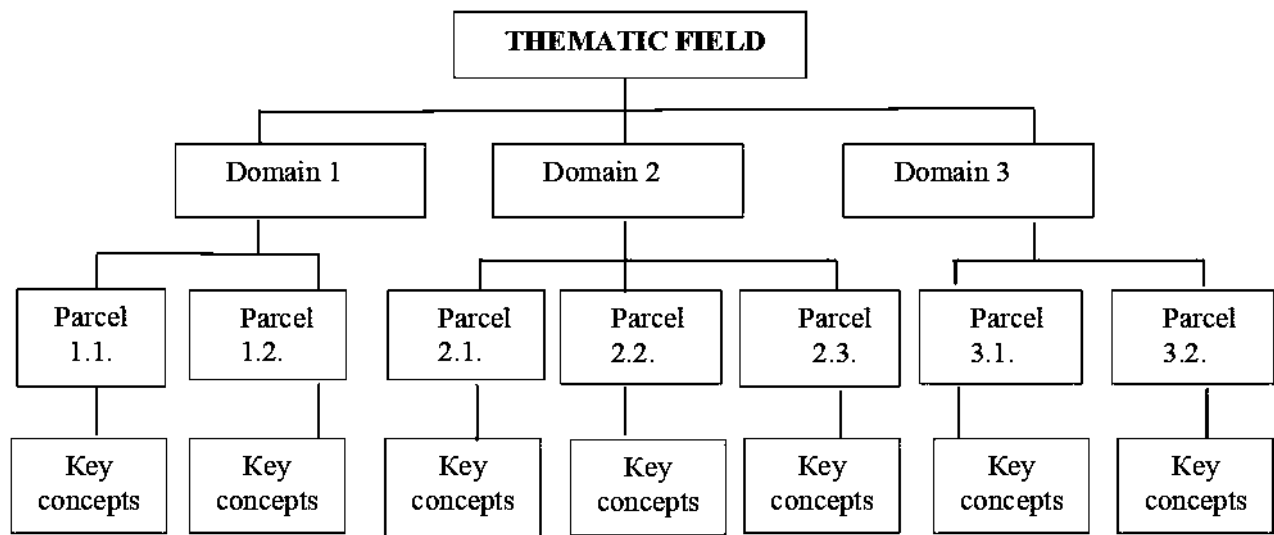 THEMATIC FIELD
Domain 1
Domain 2
Domain 3
Parcel
1.1.
Parcel
1.2.
Parcel
2.1.
Parcel
2.2.
Parcel
2.3.
Parcel
3.1.
Parcel
3.2.
Key
concepts
Key
concepts
Key
concepts
Key
concepts
Key
concepts
Key
concepts
Key
concepts